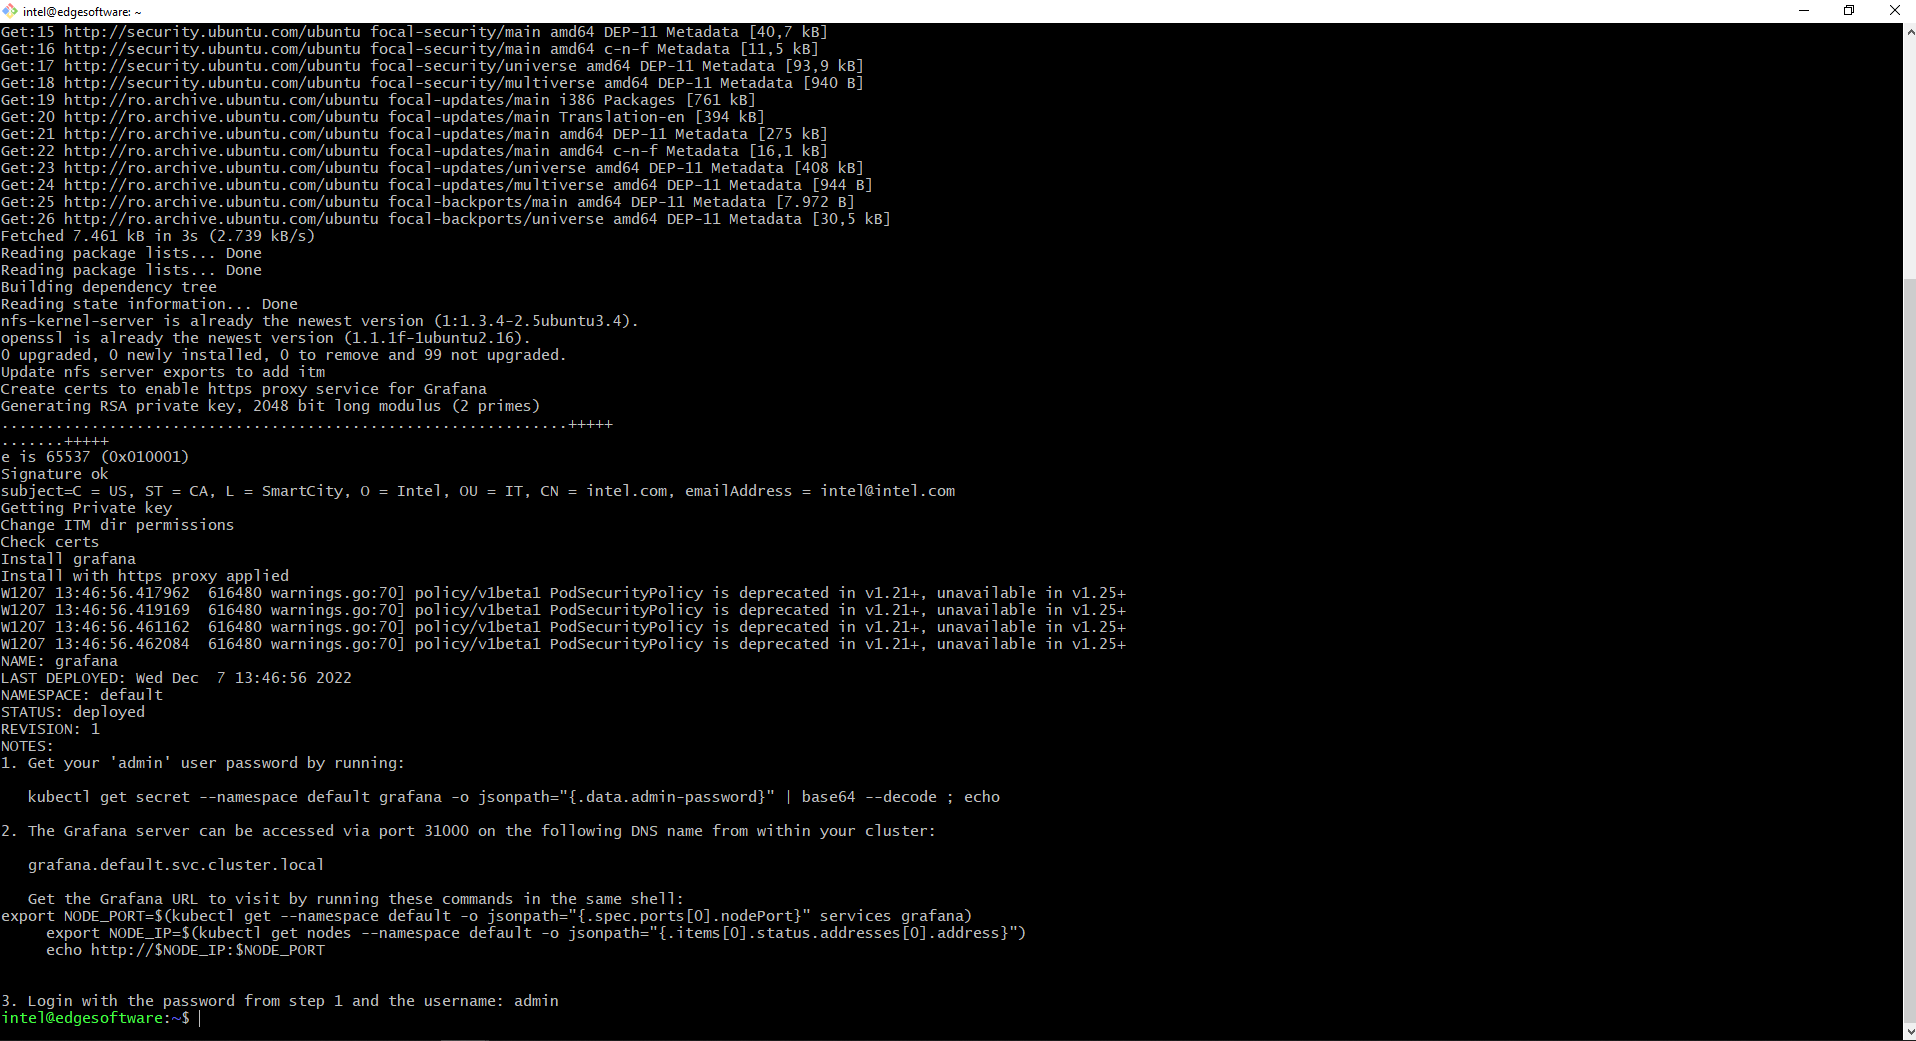 intel@edgesoftware: ~
Get:15 http://security.ubuntu.com/ubuntu focal-security/main amd64 DEP-11 Metadata [40,7 kB]
Get:16 http://security.ubuntu.com/ubuntu focal-security/main amd64 c-n-f Metadata [11,5 kB]
Get:17 http://security.ubuntu.com/ubuntu focal-security/universe amd64 DEP-11 Metadata [93,9 kB]
Get:18 http://security.ubuntu.com/ubuntu focal-security/multiverse amd64 DEP-11 Metadata [940 B]
Get:19 http://ro.archive.ubuntu.com/ubuntu focal-updates/main i386 Packages [761 kB]
Get:20 http://ro.archive.ubuntu.com/ubuntu focal-updates/main Translation-en [394 kB]
Get:21 http://ro.archive.ubuntu.com/ubuntu focal-updates/main amd64 DEP-11 Metadata [275 kB]
Get:22 http://ro.archive.ubuntu.com/ubuntu focal-updates/main amd64 c-n-f Metadata [16,1 kB]
Get:23 http://ro.archive.ubuntu.com/ubuntu focal-updates/universe amd64 DEP-11 Metadata [408 kB]
Get:24 http://ro.archive.ubuntu.com/ubuntu focal-updates/multiverse amd64 DEP-11 Metadata [944 B]
Get:25 http://ro.archive.ubuntu.com/ubuntu focal-backports/main amd64 DEP-11 Metadata [7.972 B]
Get:26 http://ro.archive.ubuntu.com/ubuntu focal-backports/universe amd64 DEP-11 Metadata [30,5 kB]
Fetched 7.461 kB in 3s (2.739 kB/s)
Reading package lists... Done
Reading package lists... Done
Building dependency tree
Reading state information... Done
nfs-kernel-server is already the newest version (1:1.3.4-2.5ubuntu3.4).
openssl is already the newest version (1.1.1f-1ubuntu2.16).
0 upgraded, 0 newly installed, 0 to remove and 99 not upgraded.
Update nfs server exports to add itm
Create certs to enable https proxy service for Grafana
Generating RSA private key, 2048 bit long modulus (2 primes)
...............................................................+++++
.......+++++
e is 65537 (0x010001)
Signature ok
subject=C = US, ST = CA, L = SmartCity, O = Intel, OU = IT, CN = intel.com, emailAddress = intel@intel.com
Getting Private key
Change ITM dir permissions
Check certs
Install grafana
Install with https proxy applied
W1207 13:46:56.417962  616480 warnings.go:70] policy/v1beta1 PodSecurityPolicy is deprecated in v1.21+, unavailable in v1.25+
W1207 13:46:56.419169  616480 warnings.go:70] policy/v1beta1 PodSecurityPolicy is deprecated in v1.21+, unavailable in v1.25+
W1207 13:46:56.461162  616480 warnings.go:70] policy/v1beta1 PodSecurityPolicy is deprecated in v1.21+, unavailable in v1.25+
W1207 13:46:56.462084  616480 warnings.go:70] policy/v1beta1 PodSecurityPolicy is deprecated in v1.21+, unavailable in v1.25+
NAME: grafana
LAST DEPLOYED: Wed Dec  7 13:46:56 2022
NAMESPACE: default
STATUS: deployed
REVISION: 1
NOTES:
1. Get your 'admin' user password by running:
kubectl get secret --namespace default grafana -o jsonpath="{.data.admin-password}" | base64 --decode ; echo
2. The Grafana server can be accessed via port 31000 on the following DNS name from within your cluster:
grafana.default.svc.cluster.local
Get the Grafana URL to visit by running these commands in the same shell:
export NODE_PORT=$(kubectl get --namespace default -o jsonpath="{.spec.ports[0].nodePort}" services grafana)
export NODE_IP=$(kubectl get nodes --namespace default -o jsonpath="{.items[0].status.addresses[0].address}")
echo http://$NODE_IP:$NODE_PORT
3. Login with the password from step 1 and the username: admin
intel@edgesoftware:~$